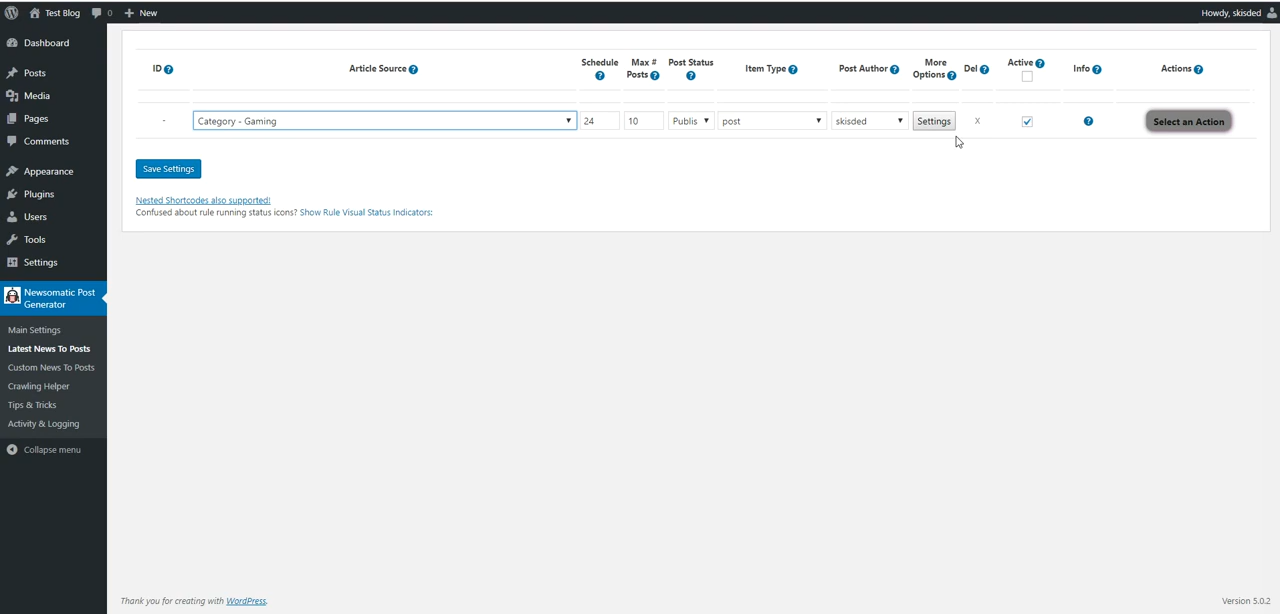 Test Blog 0 + New Howdy, skisded
Dashboard
Posts
Media
Pages
Comments
Appearance
Plugins
Users
Tools
Settings
Newsomatic Post
Generator
Main Settings
Latest News To Posts
Custom News To Posts
Crawling Helper
Tips & Tricks
Activity & Logging
Collapse menu
ID ? Article Source ? Schedule ? Max # Posts ? Post Status ? Item Type ? Post Author ? More Options ? Del ? Active ? Info ? Actions ?
- Category - Gaming 24 10 Publis post skisded Settings X ? Select an Action
Save Settings
Nested Shortcodes also supported!
Confused about rule running status icons? Show Rule Visual Status Indicators:
Thank you for creating with WordPress. Version 5.0.2